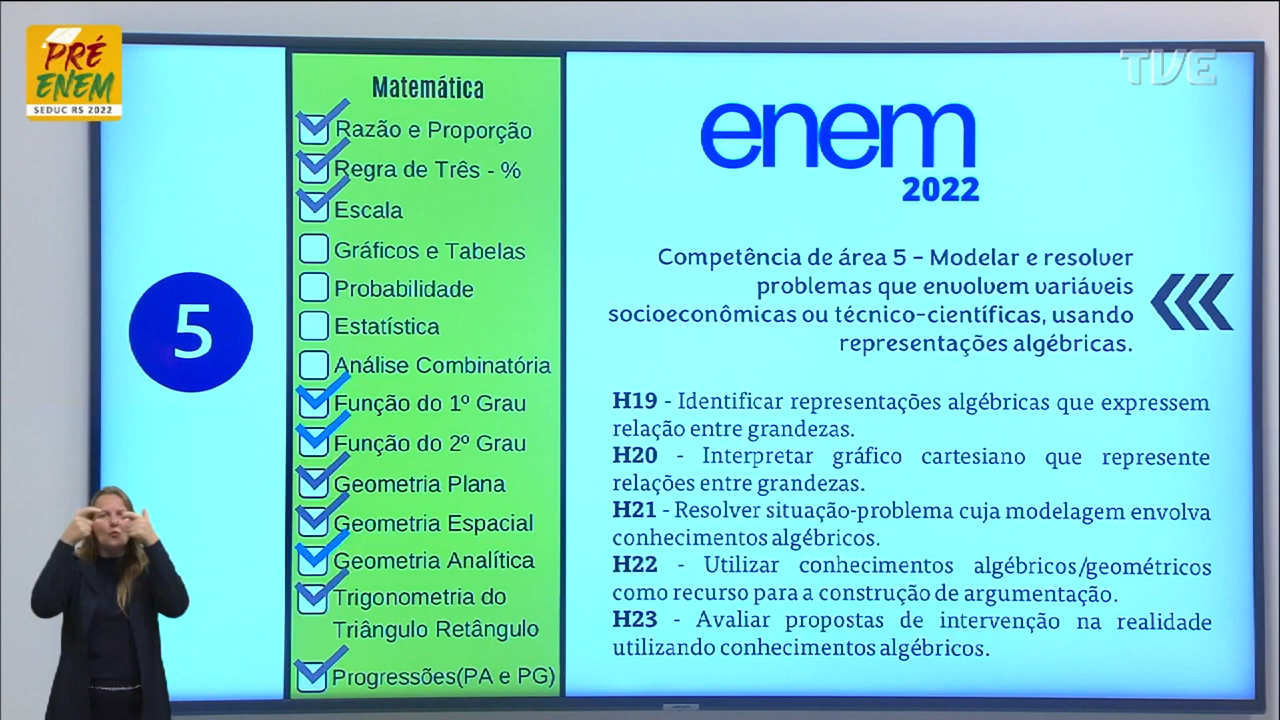 PRÉ
ENEM
SEDUC RS 2022
TVE
5
Matemática
Razão e Proporção
Regra de Três - %
Escala
Gráficos e Tabelas
Probabilidade
Estatística
Análise Combinatória
Função do 1º Grau
Função do 2º Grau
Geometria Plana
Geometria Espacial
Geometria Analítica
Trigonometria do
Triângulo Retângulo
Progressões(PA e PG)
enem
2022
Competência de área 5 – Modelar e resolver
problemas que envolvem variáveis
socioeconômicas ou técnico-científicas, usando
representações algébricas.
H19 - Identificar representações algébricas que expressem
relação entre grandezas.
H20 - Interpretar gráfico cartesiano que represente
relações entre grandezas.
H21 - Resolver situação-problema cuja modelagem envolva
conhecimentos algébricos.
H22 - Utilizar conhecimentos algébricos/geométricos
como recurso para a construção de argumentação.
H23 - Avaliar propostas de intervenção na realidade
utilizando conhecimentos algébricos.